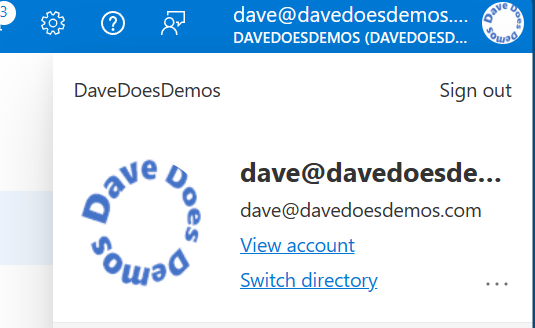 3
dave@davedoesdemos....
DAVEDOESDEMOS (DAVEDOESD...
Dave Does Demos
DaveDoesDemos
Sign out
Dave Does Demos
dave@davedoesde...
dave@davedoesdemos.com
View account
Switch directory
...